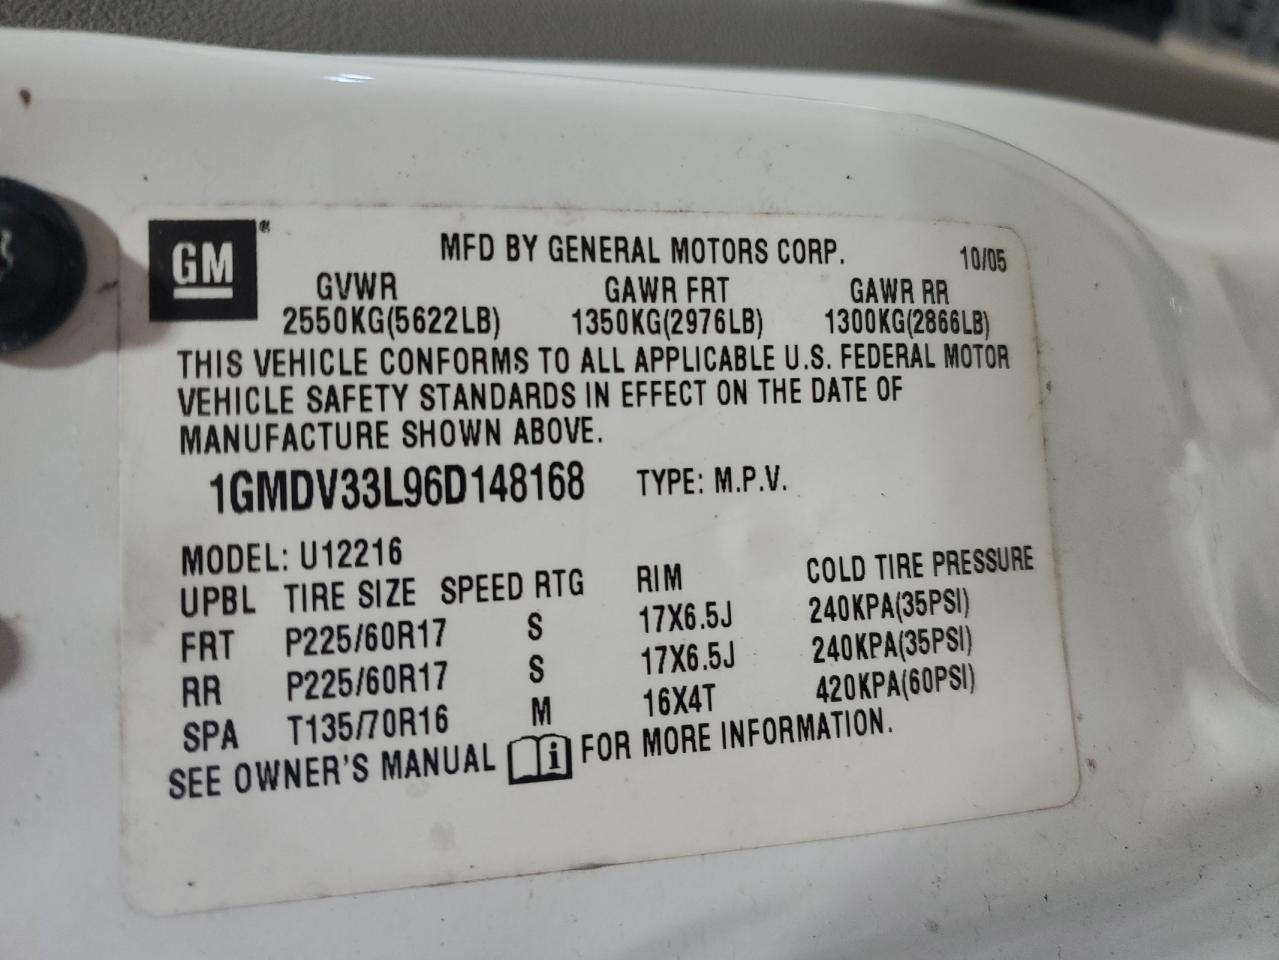 GM®
MFD BY GENERAL MOTORS CORP. 10/05
GVWR GAWR FRT GAWR RR
2550KG(5622LB) 1350KG(2976LB) 1300KG(2866LB)
THIS VEHICLE CONFORMS TO ALL APPLICABLE U.S. FEDERAL MOTOR
VEHICLE SAFETY STANDARDS IN EFFECT ON THE DATE OF
MANUFACTURE SHOWN ABOVE.
1GMDV33L96D148168 TYPE: M.P.V.
MODEL: U12216
UPBL TIRE SIZE SPEED RTG RIM COLD TIRE PRESSURE
FRT P225/60R17 S 17X6.5J 240KPA(35PSI)
RR P225/60R17 S 17X6.5J 240KPA(35PSI)
SPA T135/70R16 M 16X4T 420KPA(60PSI)
SEE OWNER'S MANUAL i FOR MORE INFORMATION.